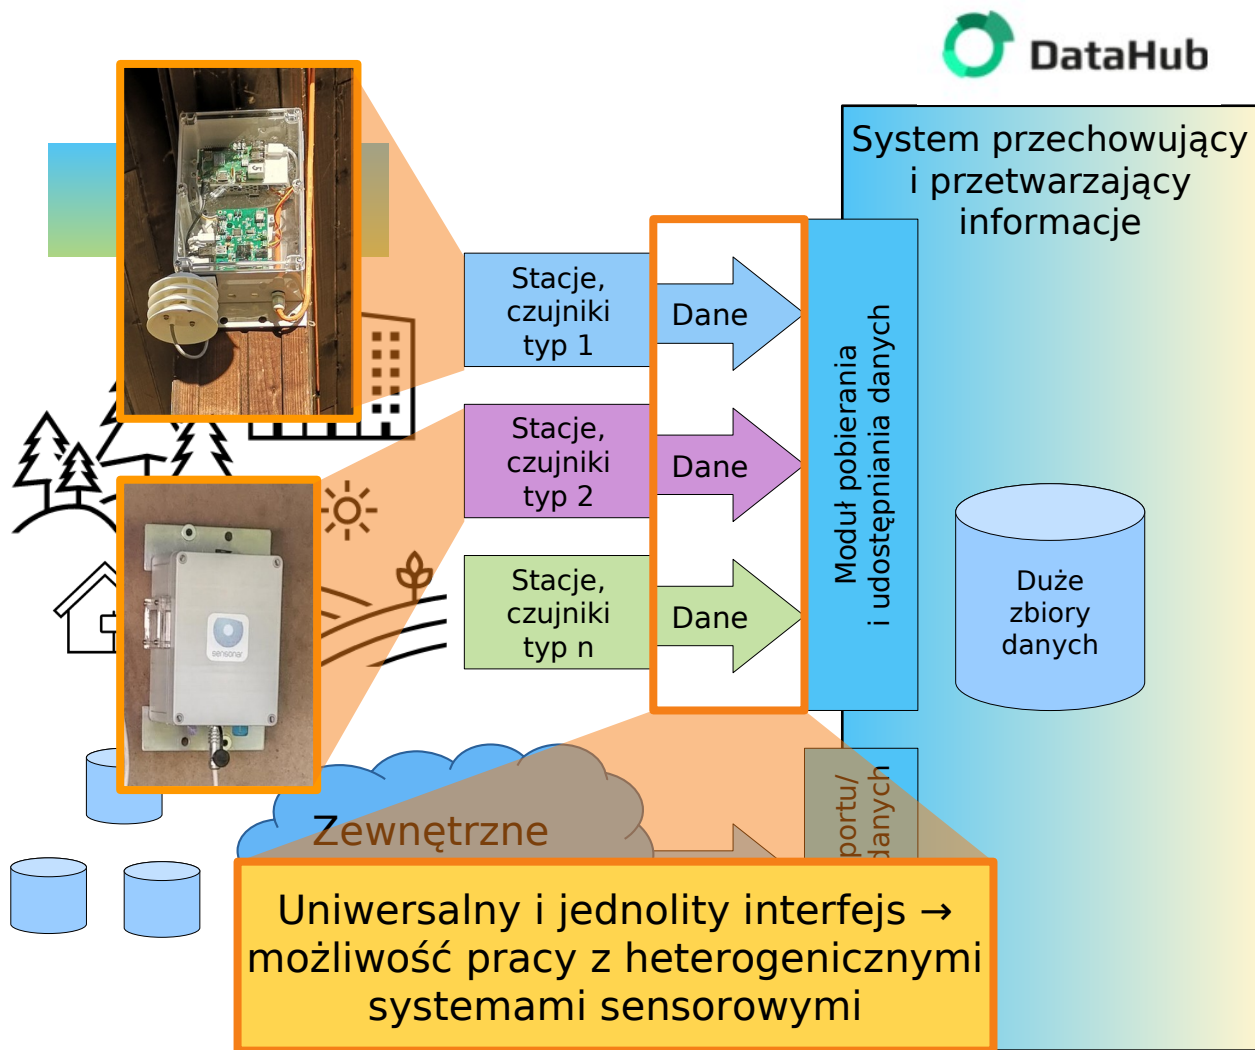 DataHub
System przechowujący
i przetwarzający
informacje
Stacje,
czujniki
typ 1
Dane
Stacje,
czujniki
typ 2
Dane
Stacje,
czujniki
typ n
Dane
Moduł pobierania
i udostępniania danych
Duże
zbiory
danych
sensonar
Zewnętrzne
portu/
danych
Uniwersalny i jednolity interfejs →
możliwość pracy z heterogenicznymi
systemami sensorowymi